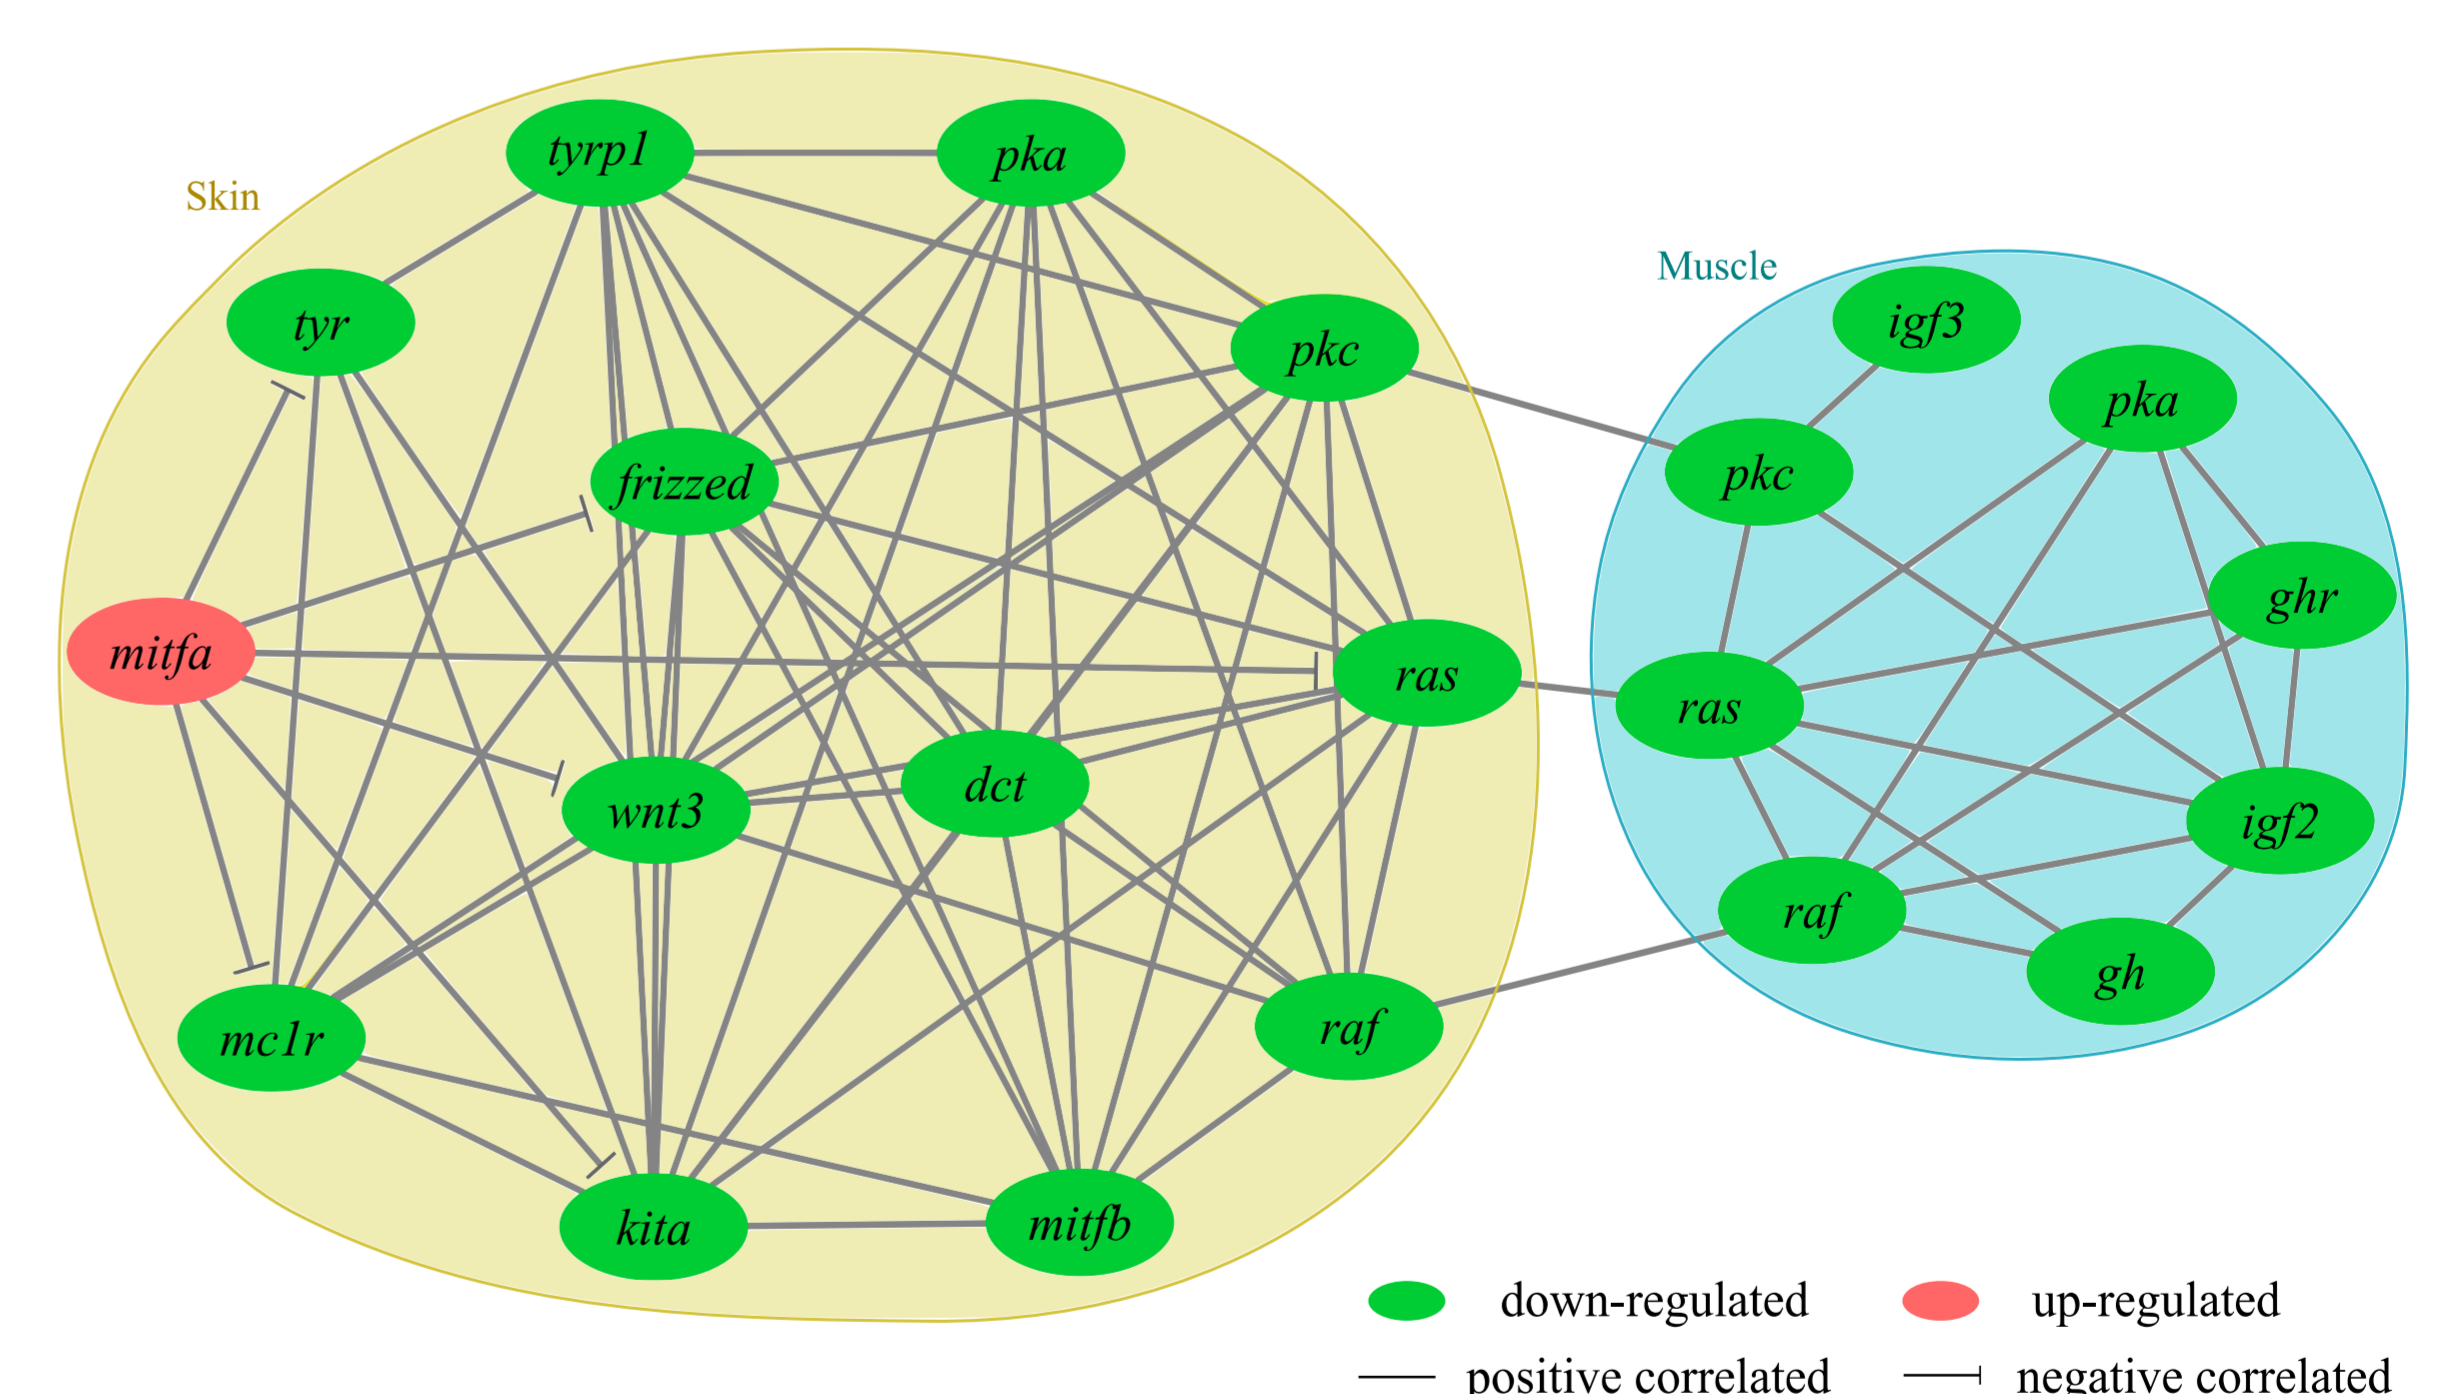 tyrp1
pka
Skin
Muscle
igf3
tyr
pkc
pka
frizzed
pkc
ghr
mitfa
ras
ras
dct
wnt3
igf2
raf
gh
mc1r
raf
kita
mitfb
down-regulated
up-regulated
positive correlated
negative correlated